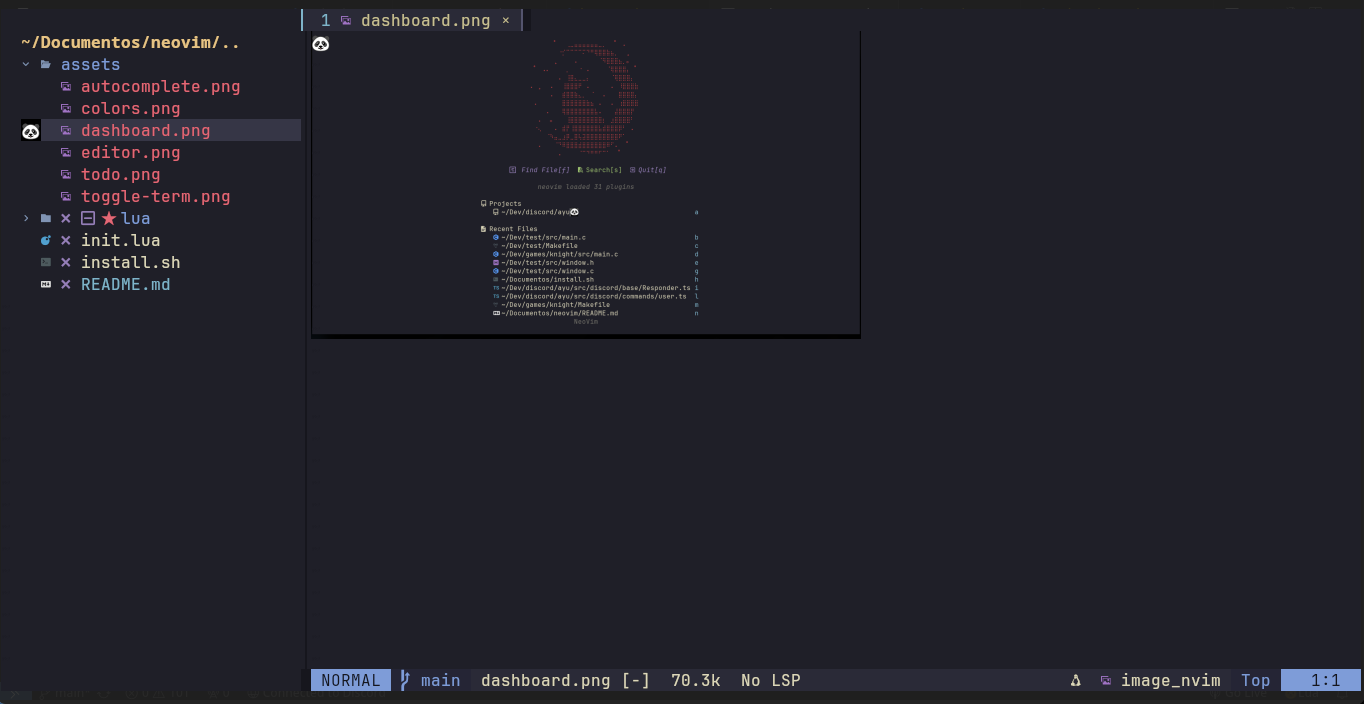 1 dashboard.png ×
~/Documentos/neovim/..
assets
autocomplete.png
colors.png
dashboard.png
editor.png
todo.png
toggle-term.png
lua
init.lua
install.sh
README.md
Find File[f] Search[s] Quit[q]
neovim loaded 31 plugins
Projects
~/Dev/discord/ayu a
Recent Files
~/Dev/test/src/main.c b
~/Dev/test/Makefile c
~/Dev/games/knight/src/main.c d
~/Dev/test/src/window.h e
~/Dev/test/src/window.c g
~/Documentos/install.sh h
TS ~/Dev/discord/ayu/src/discord/base/Responder.ts i
TS ~/Dev/discord/ayu/src/discord/commands/user.ts l
~/Dev/games/knight/Makefile m
~/Documentos/neovim/README.md n
NeoVim
NORMAL main dashboard.png [-] 70.3k No LSP image_nvim Top 1:1